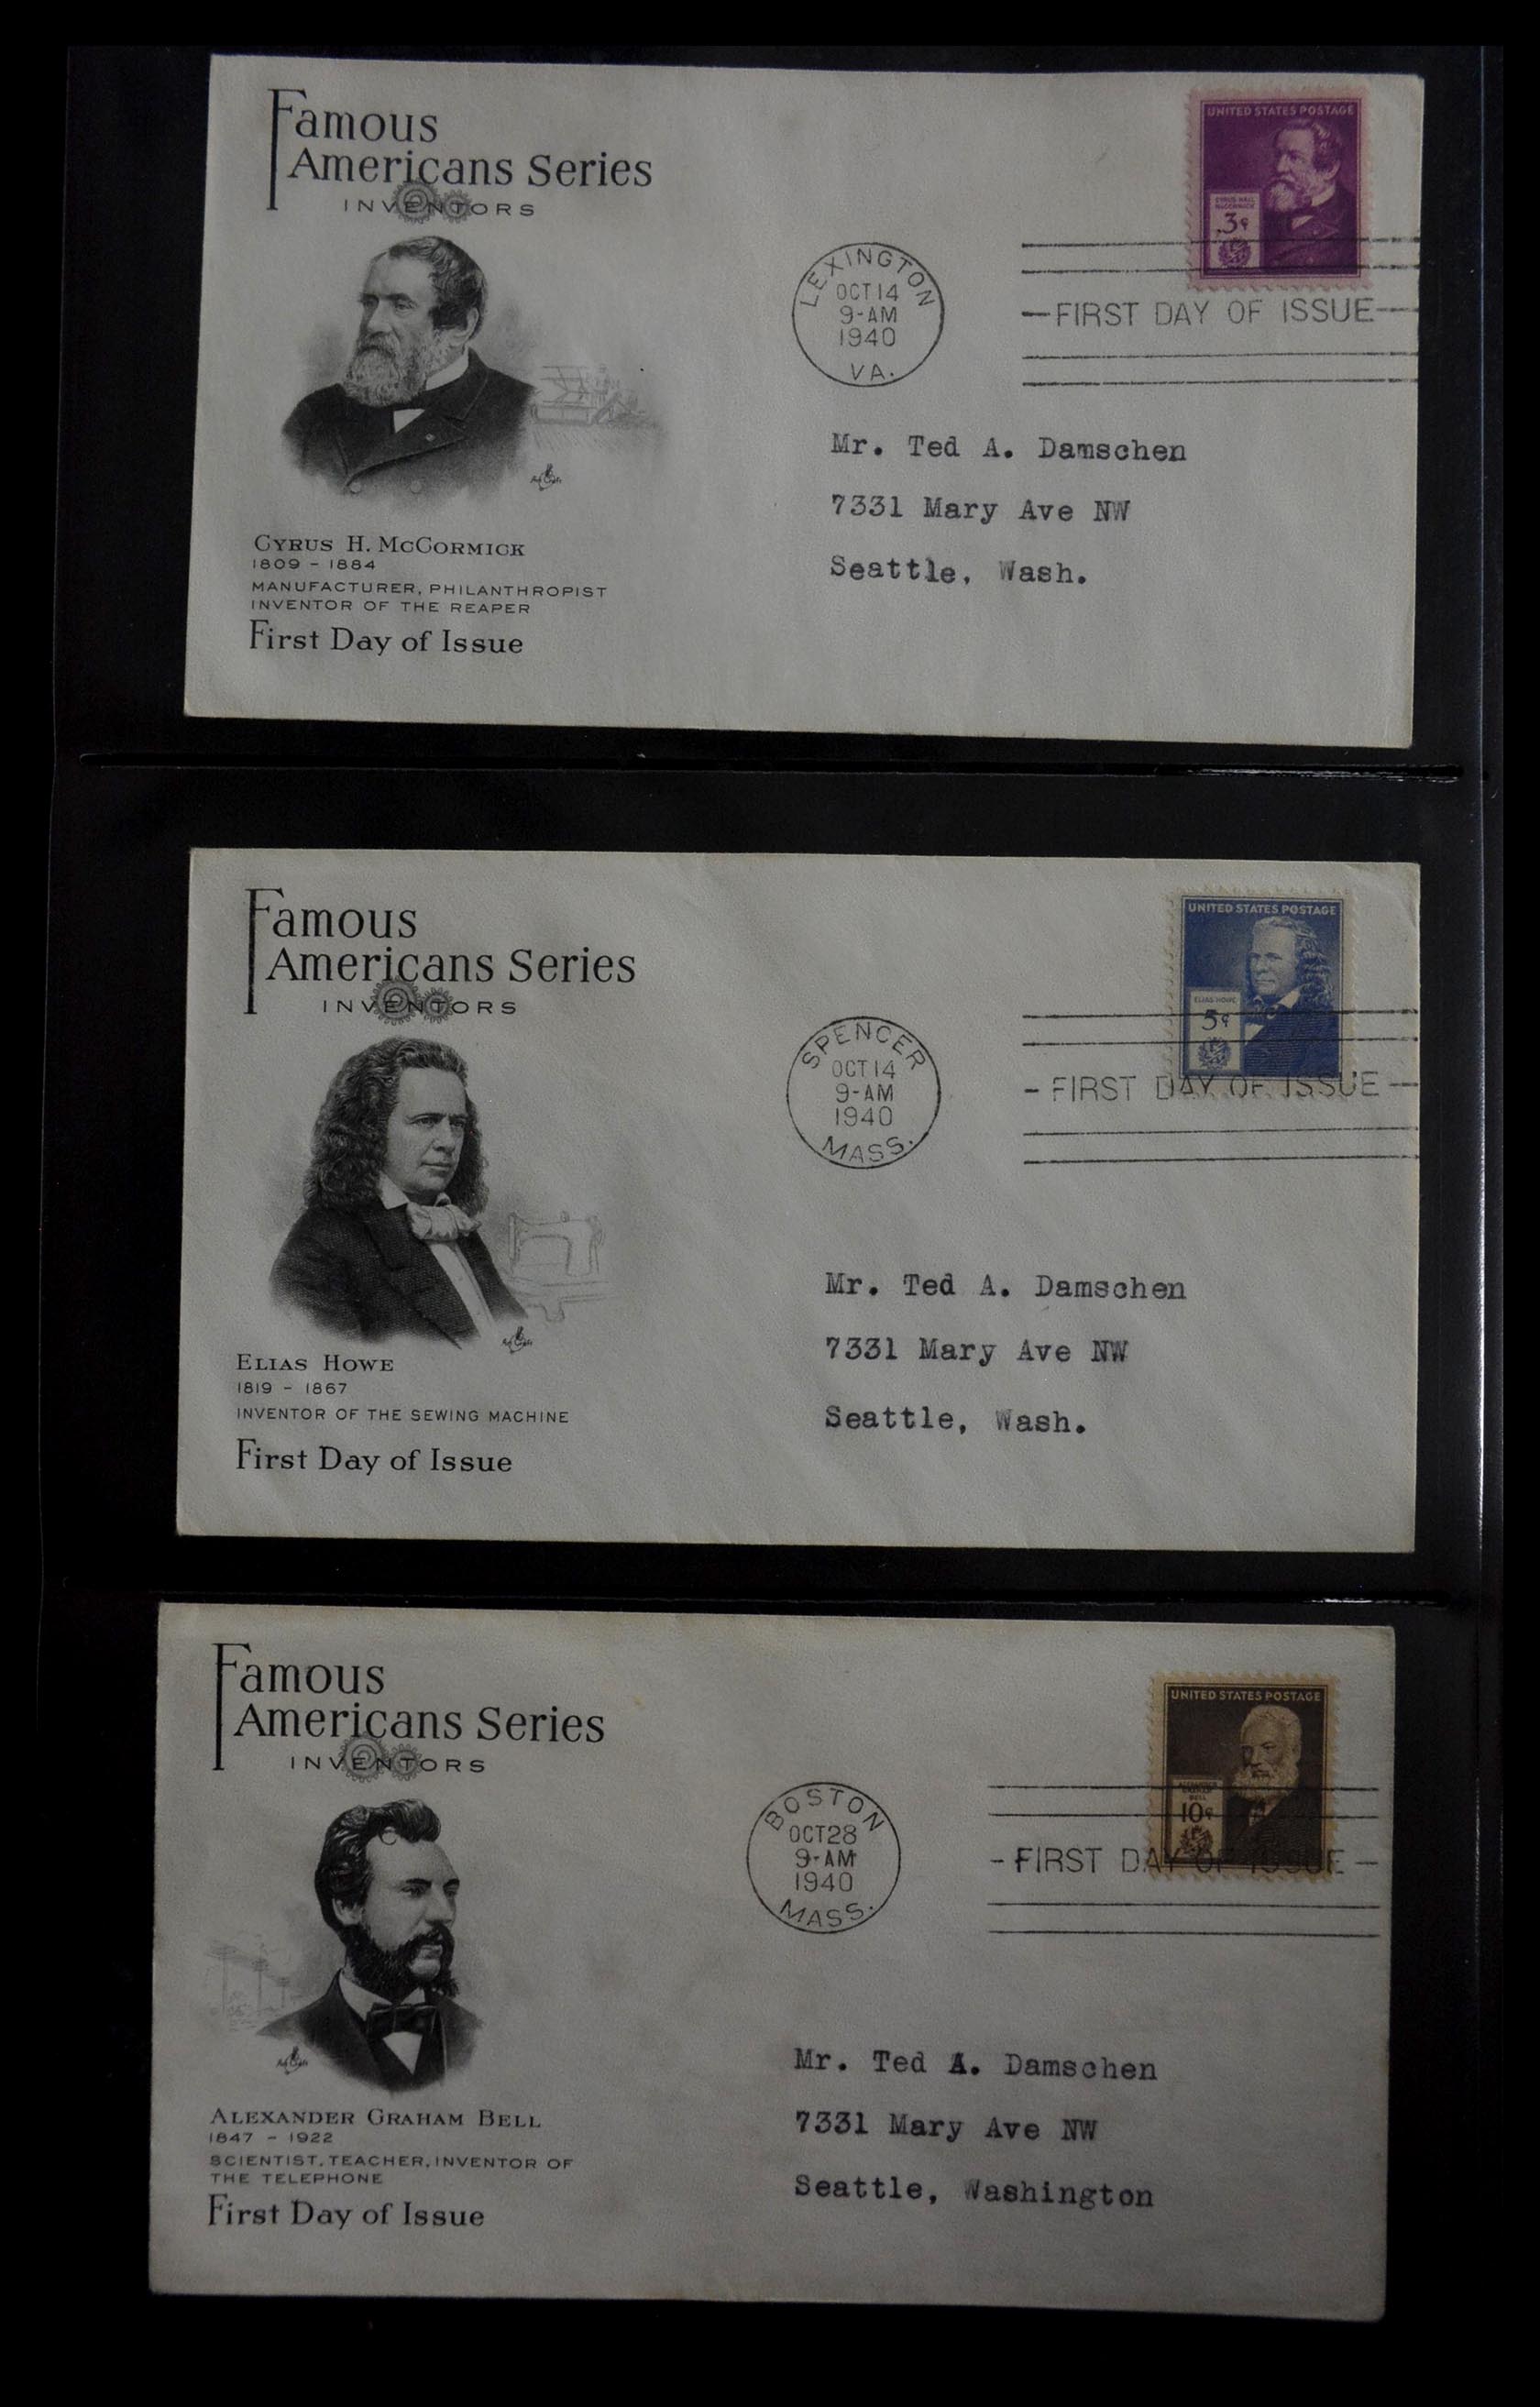 Famous
Americans Series
INVENTORS
UNITED STATES POSTAGE
CYRUS HALL
McCORMICK
3¢
LEXINGTON
OCT 14
9-AM
1940
VA.
FIRST DAY OF ISSUE
Mr. Ted A. Damschen
7331 Mary Ave NW
Seattle, Wash.
CYRUS H. McCORMICK
1809 - 1884
MANUFACTURER, PHILANTHROPIST
INVENTOR OF THE REAPER
First Day of Issue
Famous
Americans Series
INVENTORS
UNITED STATES POSTAGE
ELIAS HOWE
5¢
SPENCER
OCT 14
9-AM
1940
MASS.
FIRST DAY OF ISSUE
Mr. Ted A. Damschen
7331 Mary Ave NW
Seattle, Wash.
ELIAS HOWE
1819 - 1867
INVENTOR OF THE SEWING MACHINE
First Day of Issue
Famous
Americans Series
INVENTORS
UNITED STATES POSTAGE
ALEXANDER
GRAHAM
BELL
10¢
BOSTON
OCT 28
9-AM
1940
MASS.
FIRST DAY OF ISSUE
Mr. Ted A. Damschen
7331 Mary Ave NW
Seattle, Washington
ALEXANDER GRAHAM BELL
1847 - 1922
SCIENTIST, TEACHER, INVENTOR OF
THE TELEPHONE
First Day of Issue